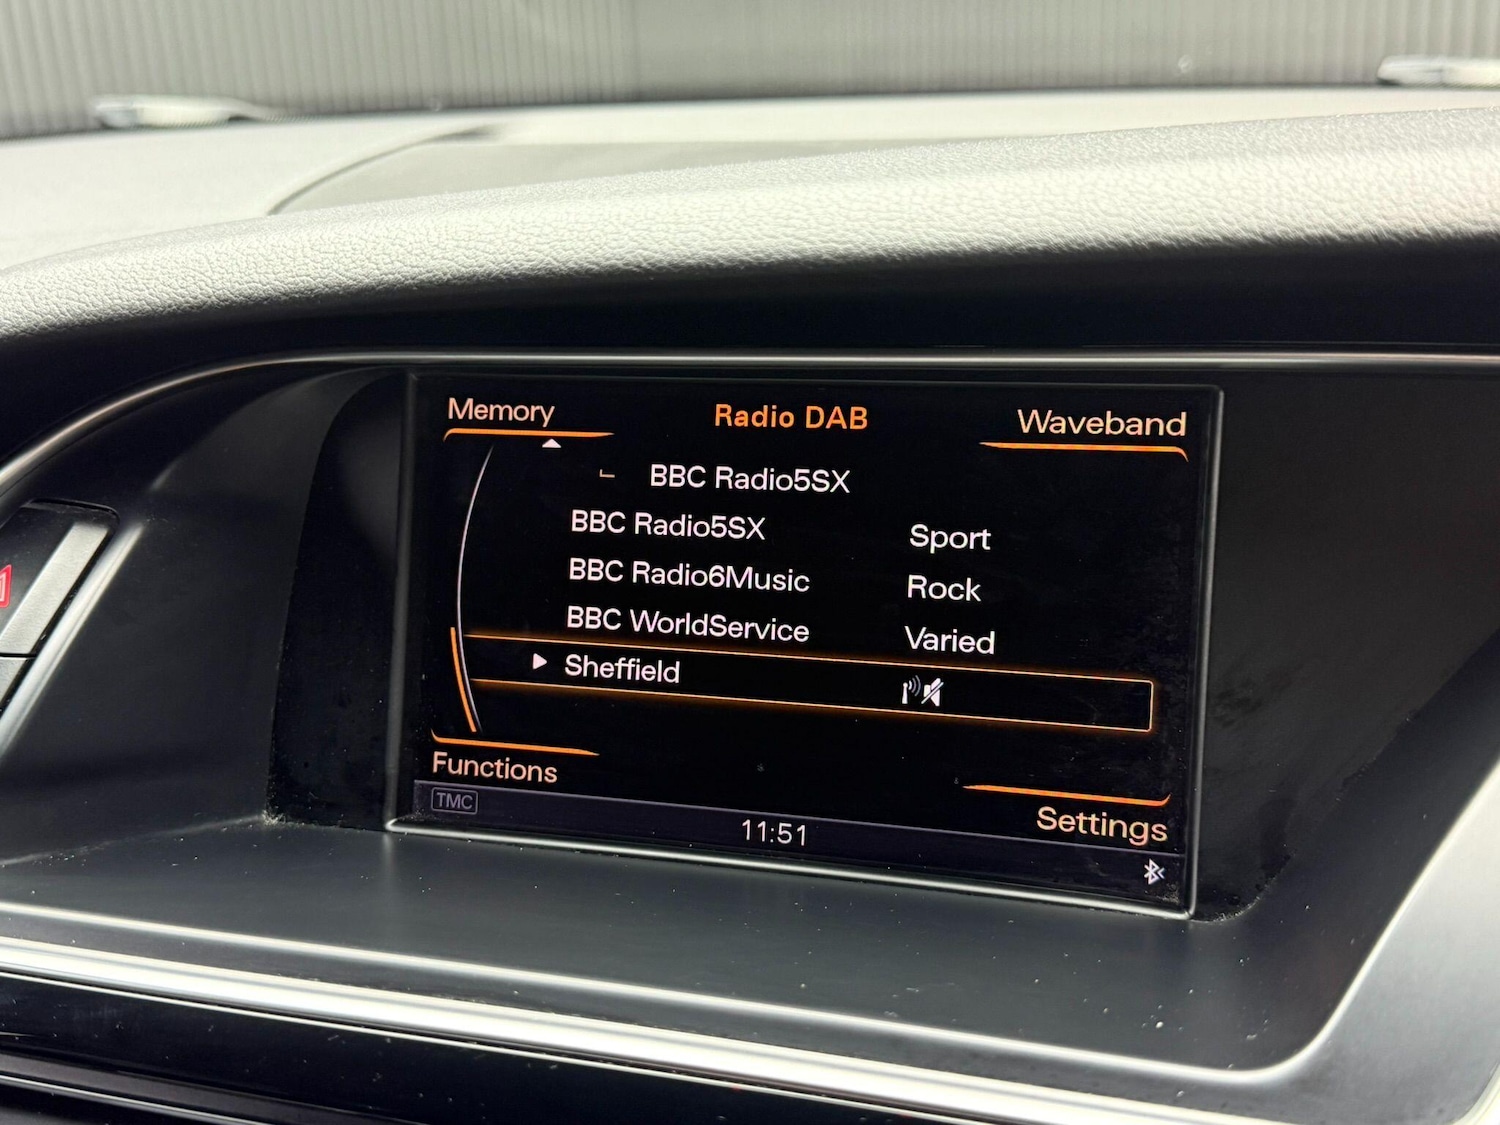 Memory
Radio DAB
Waveband
BBC Radio5SX
BBC Radio5SX Sport
BBC Radio6Music Rock
BBC WorldService Varied
Sheffield
Functions
Settings
TMC
11:51